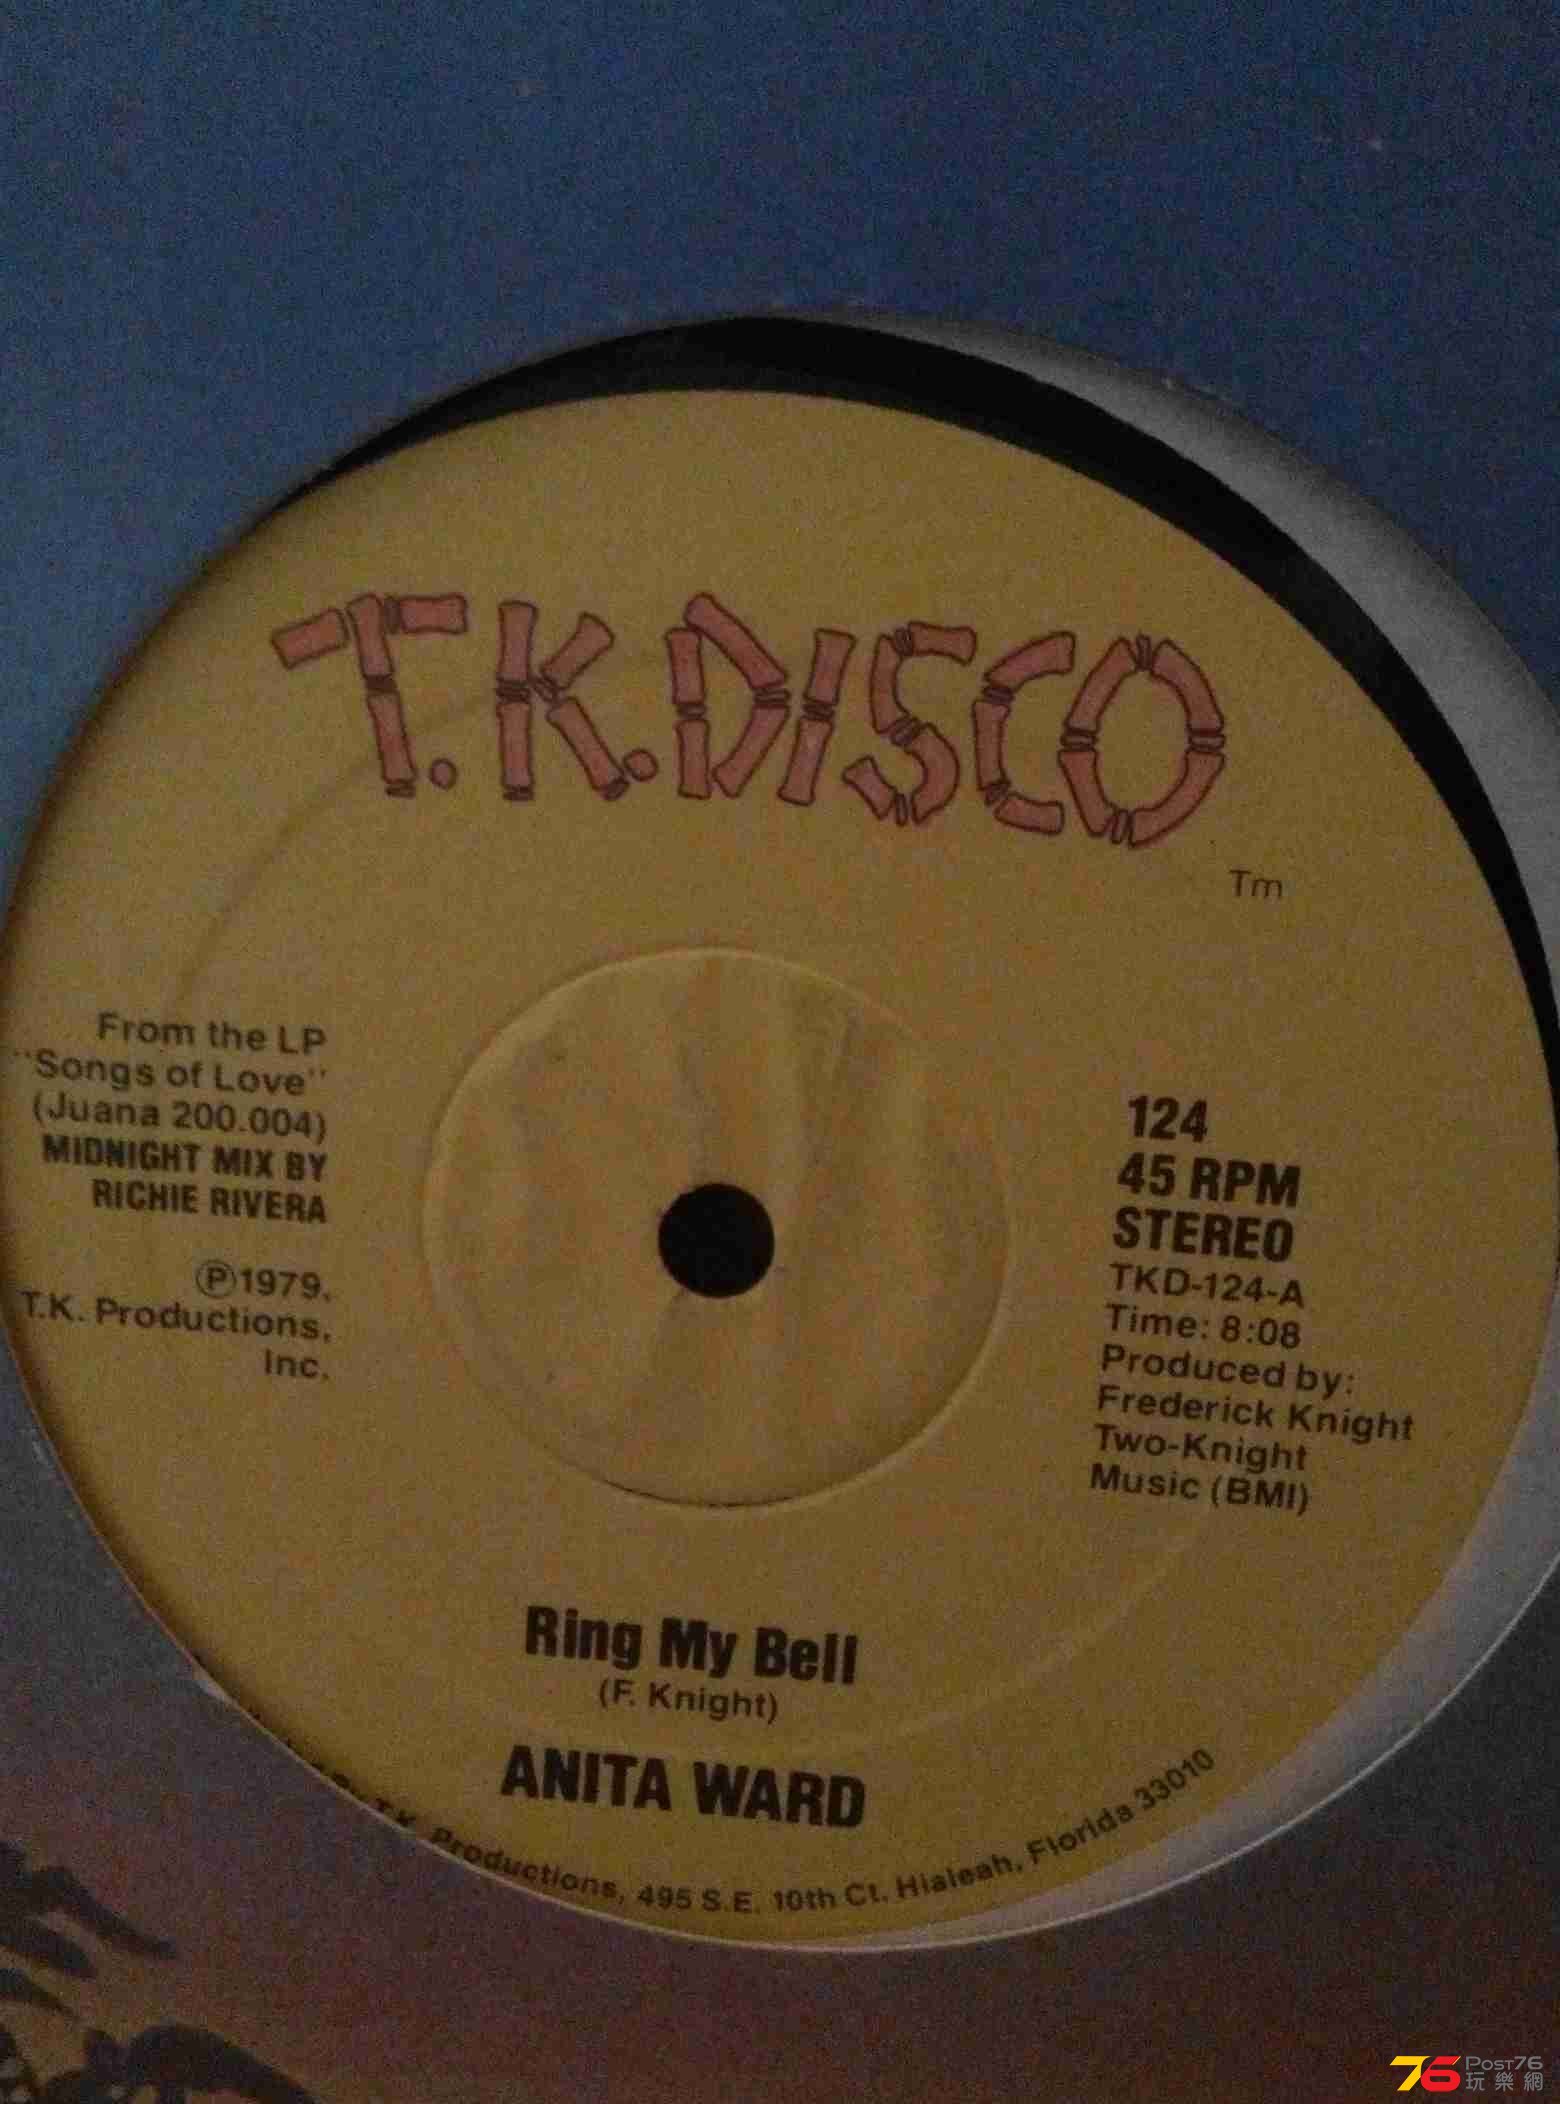 T.K.DISCO
Tm
From the LP
"Songs of Love"
(Juana 200.004)
MIDNIGHT MIX BY
RICHIE RIVERA
Ⓟ1979,
T.K. Productions,
Inc.
124
45 RPM
STEREO
TKD-124-A
Time: 8:08
Produced by:
Frederick Knight
Two-Knight
Music (BMI)
Ring My Bell
(F. Knight)
ANITA WARD
T.K. Productions, 495 S.E. 10th Ct. Hialeah, Florida 33010
76 POST76
玩樂網